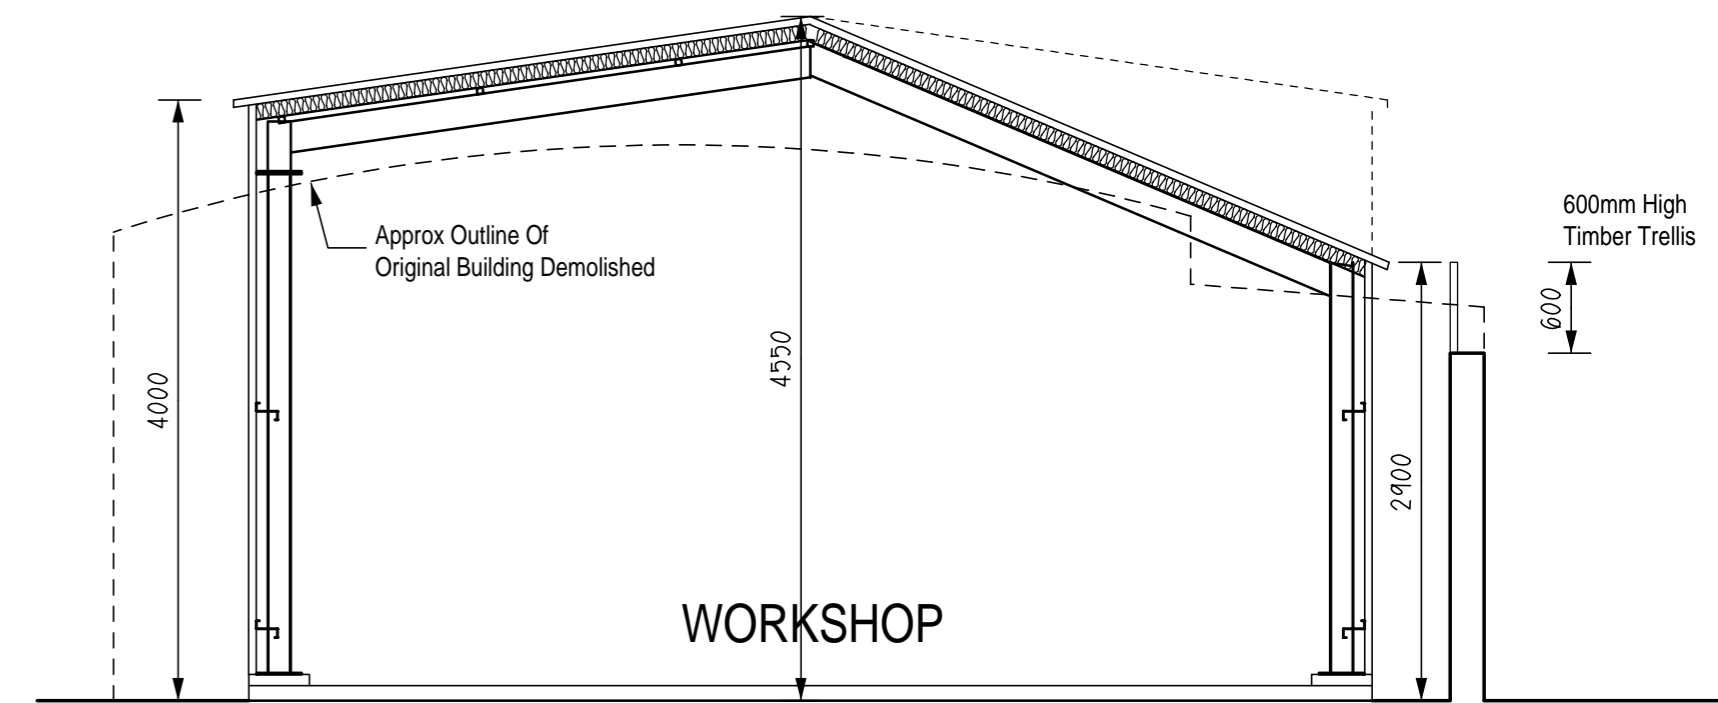 600mm High
Timber Trellis
Approx Outline Of
Original Building Demolished
4000
4550
2900
600
WORKSHOP